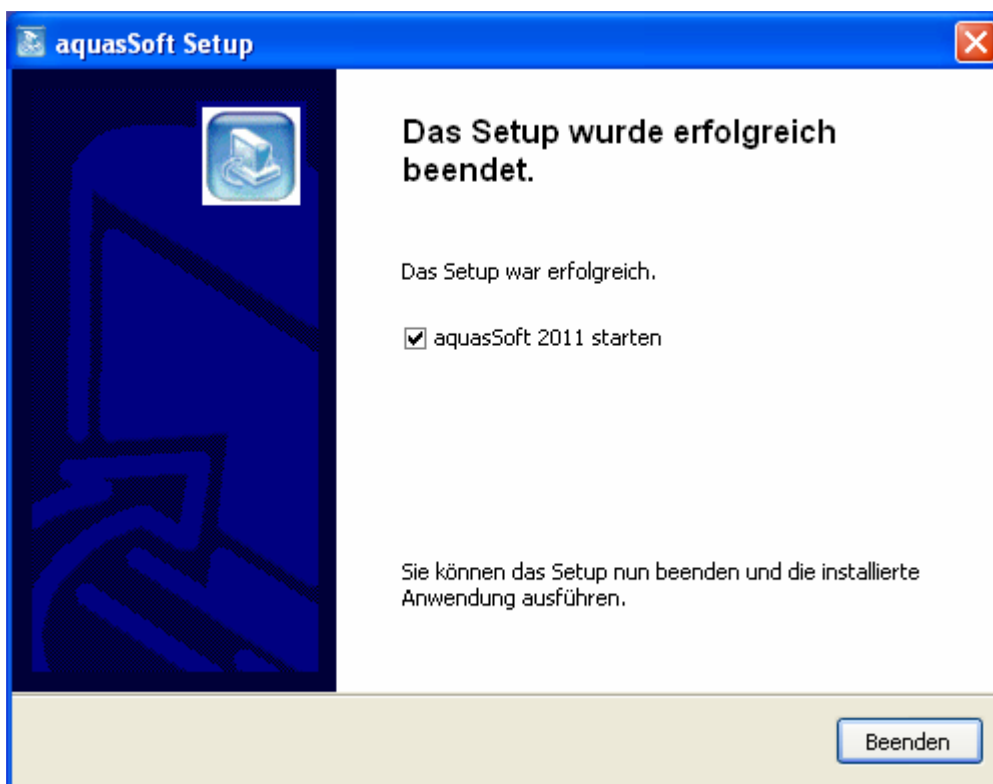 aquasSoft Setup
Das Setup wurde erfolgreich
beendet.
Das Setup war erfolgreich.
aquasSoft 2011 starten
Sie können das Setup nun beenden und die installierte
Anwendung ausführen.
Beenden